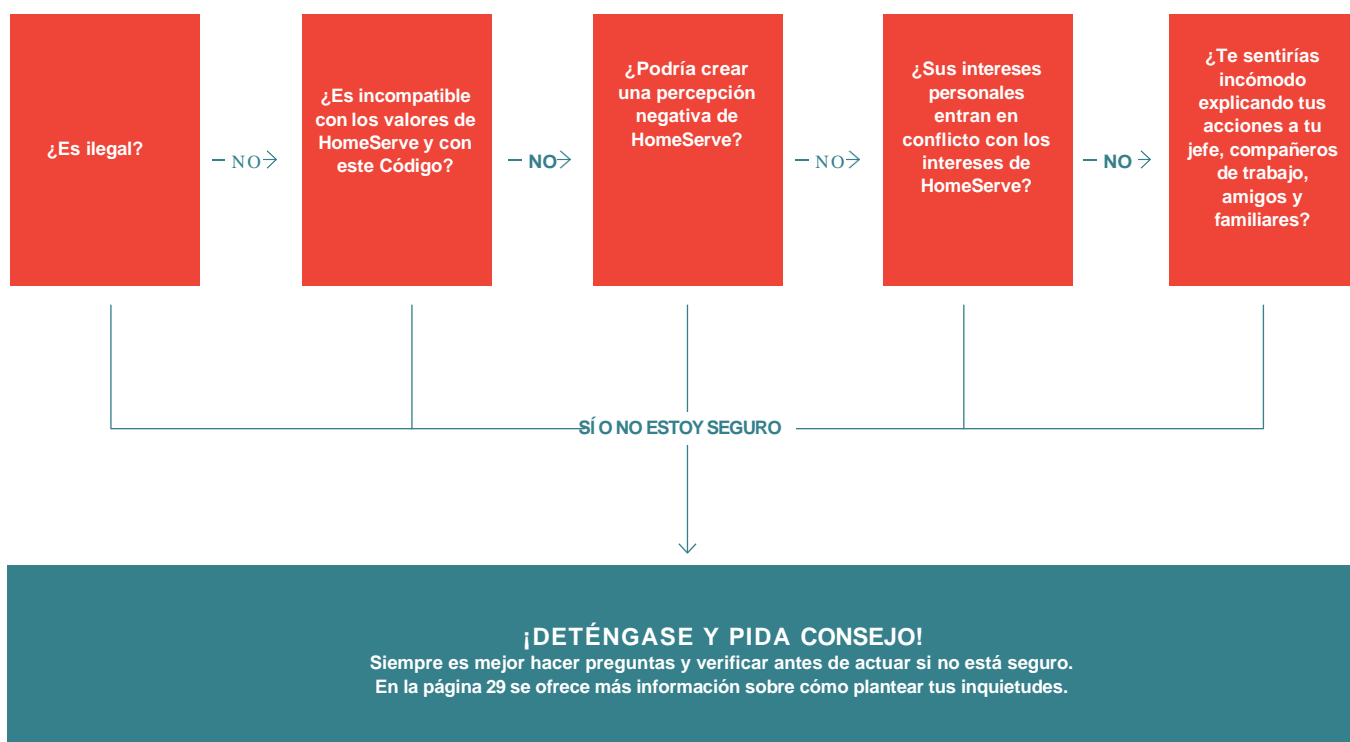 ¿Es ilegal?
NO
¿Es incompatible
con los valores de
HomeServe y con
este Código?
NO
¿Podría crear
una percepción
negativa de
HomeServe?
NO
¿Sus intereses
personales
entran en
conflicto con los
intereses de
HomeServe?
NO
¿Te sentirías
incómodo
explicando tus
acciones a tu
jefe, compañeros
de trabajo,
amigos y
familiares?
SÍ O NO ESTOY SEGURO
¡DETÉNGASE Y PIDA CONSEJO!
Siempre es mejor hacer preguntas y verificar antes de actuar si no está seguro.
En la página 29 se ofrece más información sobre cómo plantear tus inquietudes.